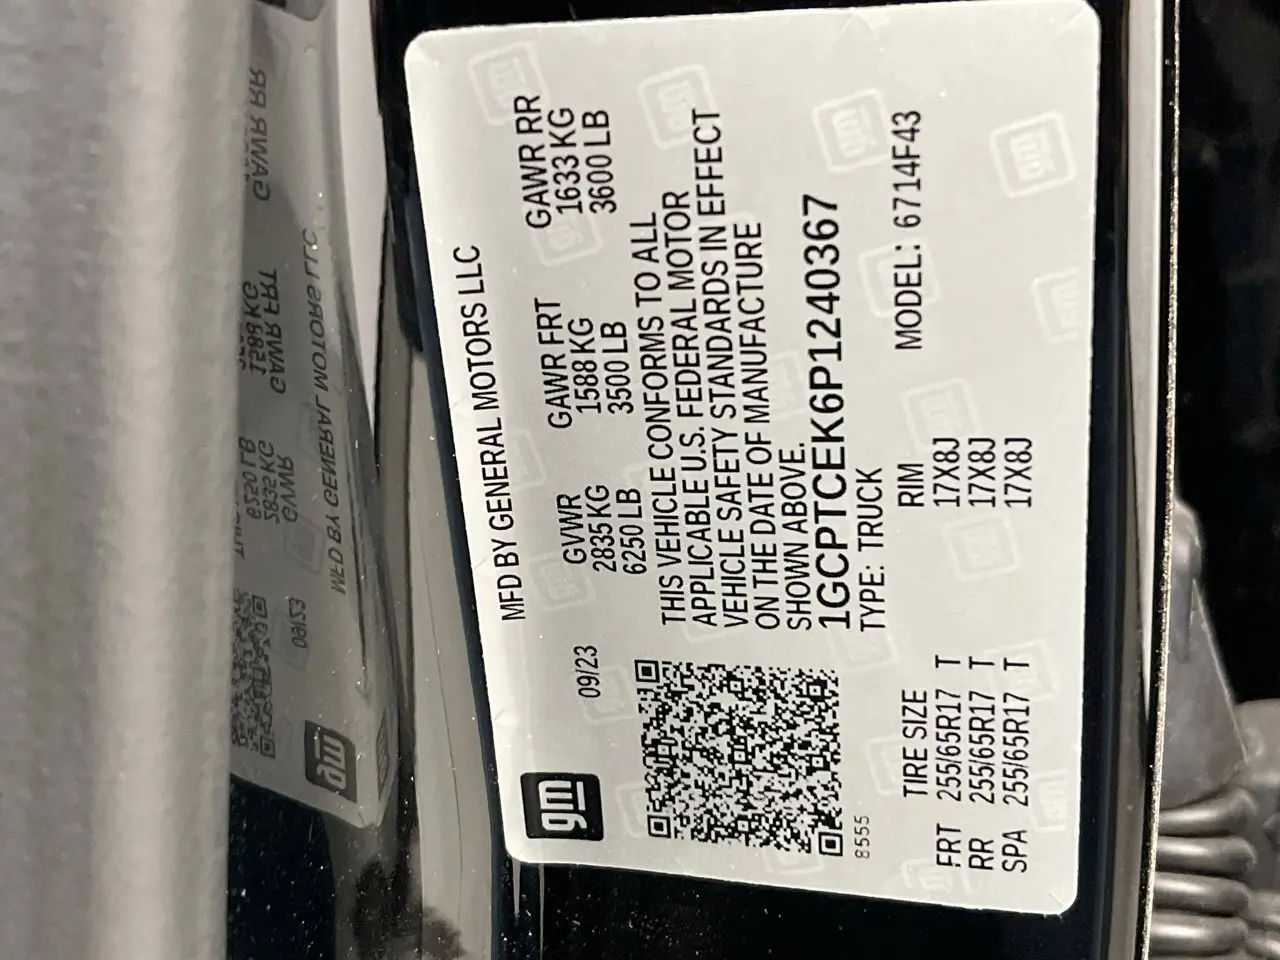 gm
MFD BY GENERAL MOTORS LLC
09/23
GVWR GAWR FRT GAWR RR
2835 KG 1588 KG 1633 KG
6250 LB 3500 LB 3600 LB
THIS VEHICLE CONFORMS TO ALL
APPLICABLE U.S. FEDERAL MOTOR
VEHICLE SAFETY STANDARDS IN EFFECT
ON THE DATE OF MANUFACTURE
SHOWN ABOVE.
1GCPTCEK6P1240367
TYPE: TRUCK MODEL: 6714F43
8555
TIRE SIZE RIM
FRT 255/65R17 T 17X8J
RR 255/65R17 T 17X8J
SPA 255/65R17 T 17X8J